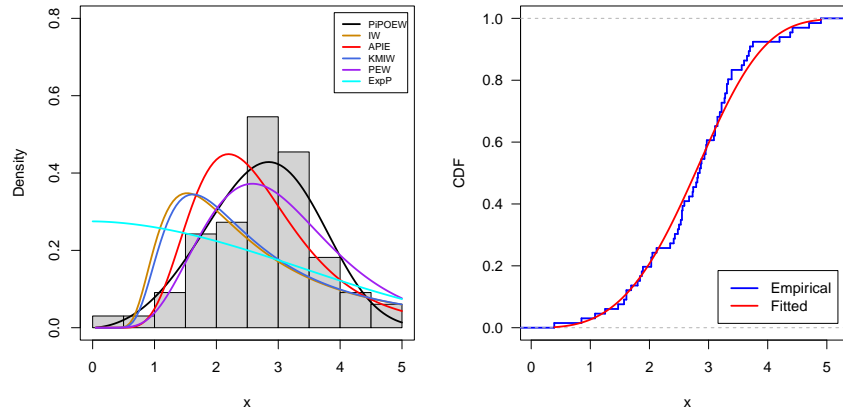 0.8
0.6
0.4
0.2
0.0
Density
0 1 2 3 4 5
x
PiPOEW
IW
APIE
KMIW
PEW
ExpP
1.0
0.8
0.6
0.4
0.2
0.0
CDF
0 1 2 3 4 5
x
Empirical
Fitted